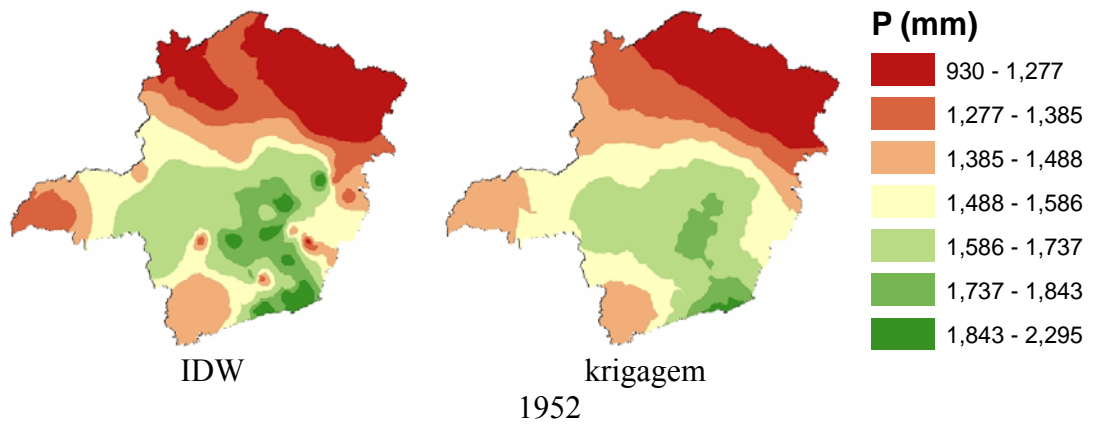 P (mm)
930 - 1,277
1,277 - 1,385
1,385 - 1,488
1,488 - 1,586
1,586 - 1,737
1,737 - 1,843
1,843 - 2,295
IDW krigagem
1952